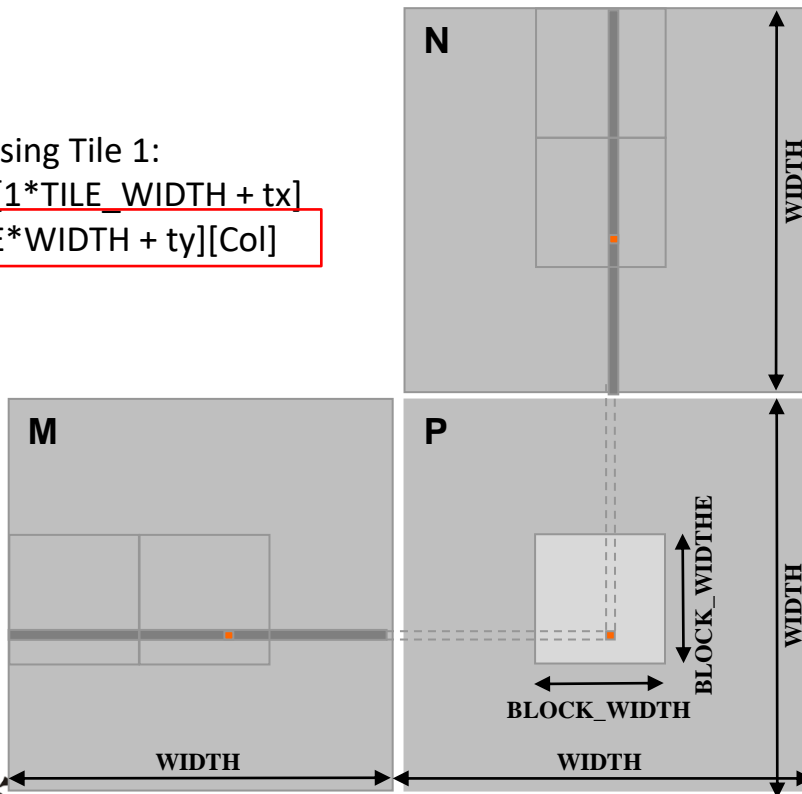 N
sing Tile 1:
[1*TILE_WIDTH + tx]
E*WIDTH + ty][Col]
WIDTH
M
P
BLOCK_WIDTHE
WIDTH
BLOCK_WIDTH
WIDTH
WIDTH